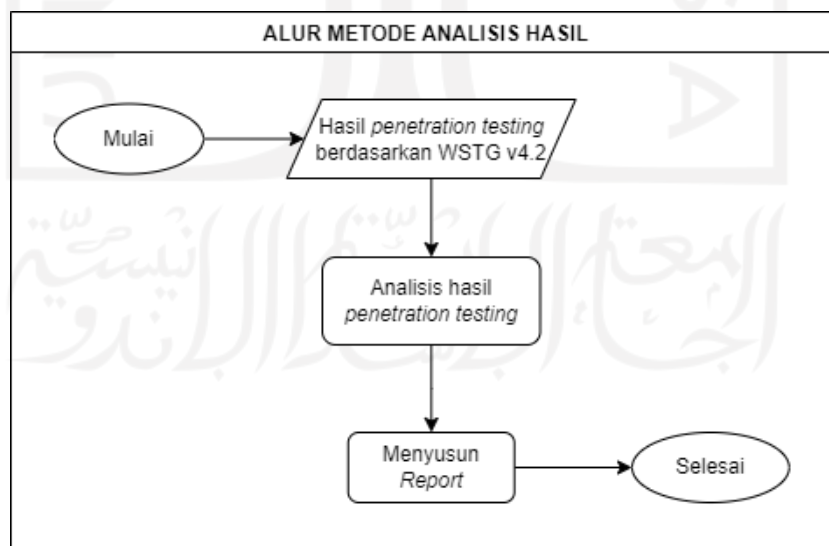 ALUR METODE ANALISIS HASIL
Mulai
Hasil penetration testing
berdasarkan WSTG v4.2
Analisis hasil
penetration testing
Menyusun
Report
Selesai